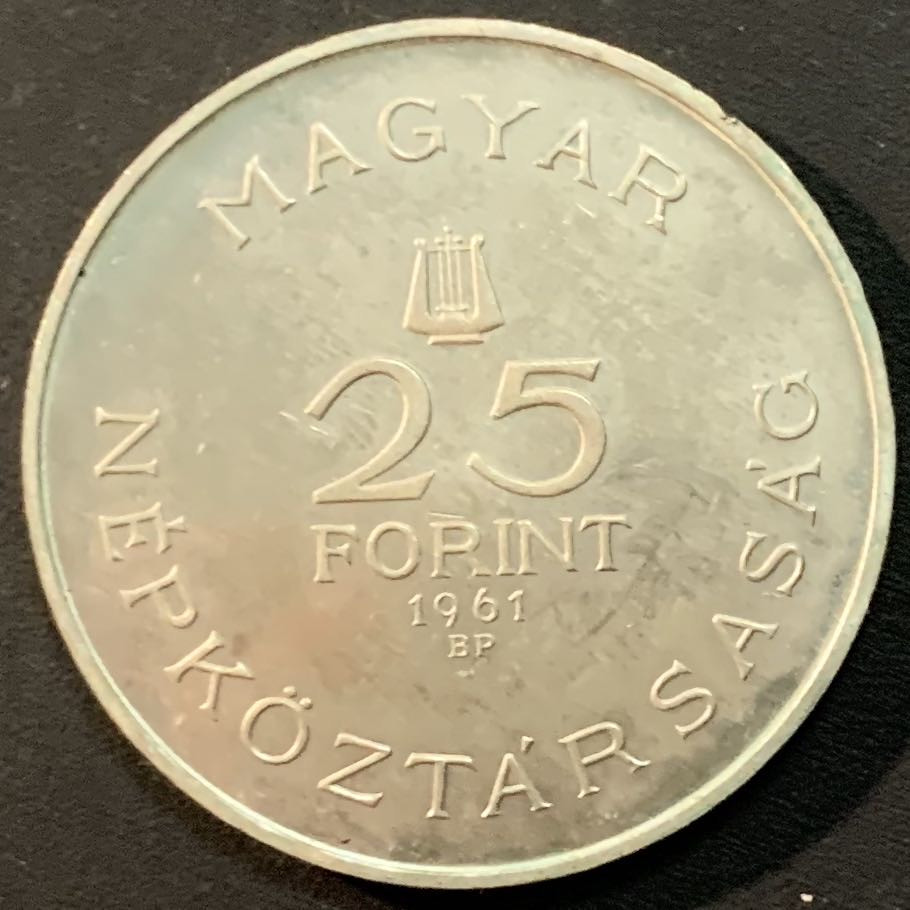 MAGYAR
25
FORINT
1961
BP
NÉPKÖZTÁRSASÁG